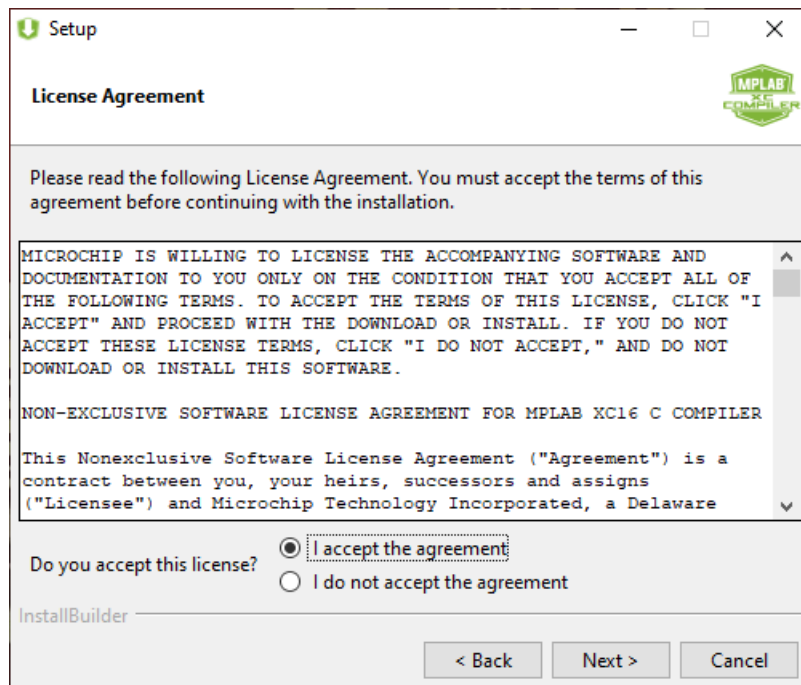 Setup
License Agreement
MPLAB
XC
COMPILER
Please read the following License Agreement. You must accept the terms of this
agreement before continuing with the installation.
MICROCHIP IS WILLING TO LICENSE THE ACCOMPANYING SOFTWARE AND
DOCUMENTATION TO YOU ONLY ON THE CONDITION THAT YOU ACCEPT ALL OF
THE FOLLOWING TERMS. TO ACCEPT THE TERMS OF THIS LICENSE, CLICK "I
ACCEPT" AND PROCEED WITH THE DOWNLOAD OR INSTALL. IF YOU DO NOT
ACCEPT THESE LICENSE TERMS, CLICK "I DO NOT ACCEPT," AND DO NOT
DOWNLOAD OR INSTALL THIS SOFTWARE.
NON-EXCLUSIVE SOFTWARE LICENSE AGREEMENT FOR MPLAB XC16 C COMPILER
This Nonexclusive Software License Agreement ("Agreement") is a
contract between you, your heirs, successors and assigns
("Licensee") and Microchip Technology Incorporated, a Delaware
Do you accept this license?
I accept the agreement
I do not accept the agreement
InstallBuilder
< Back
Next >
Cancel